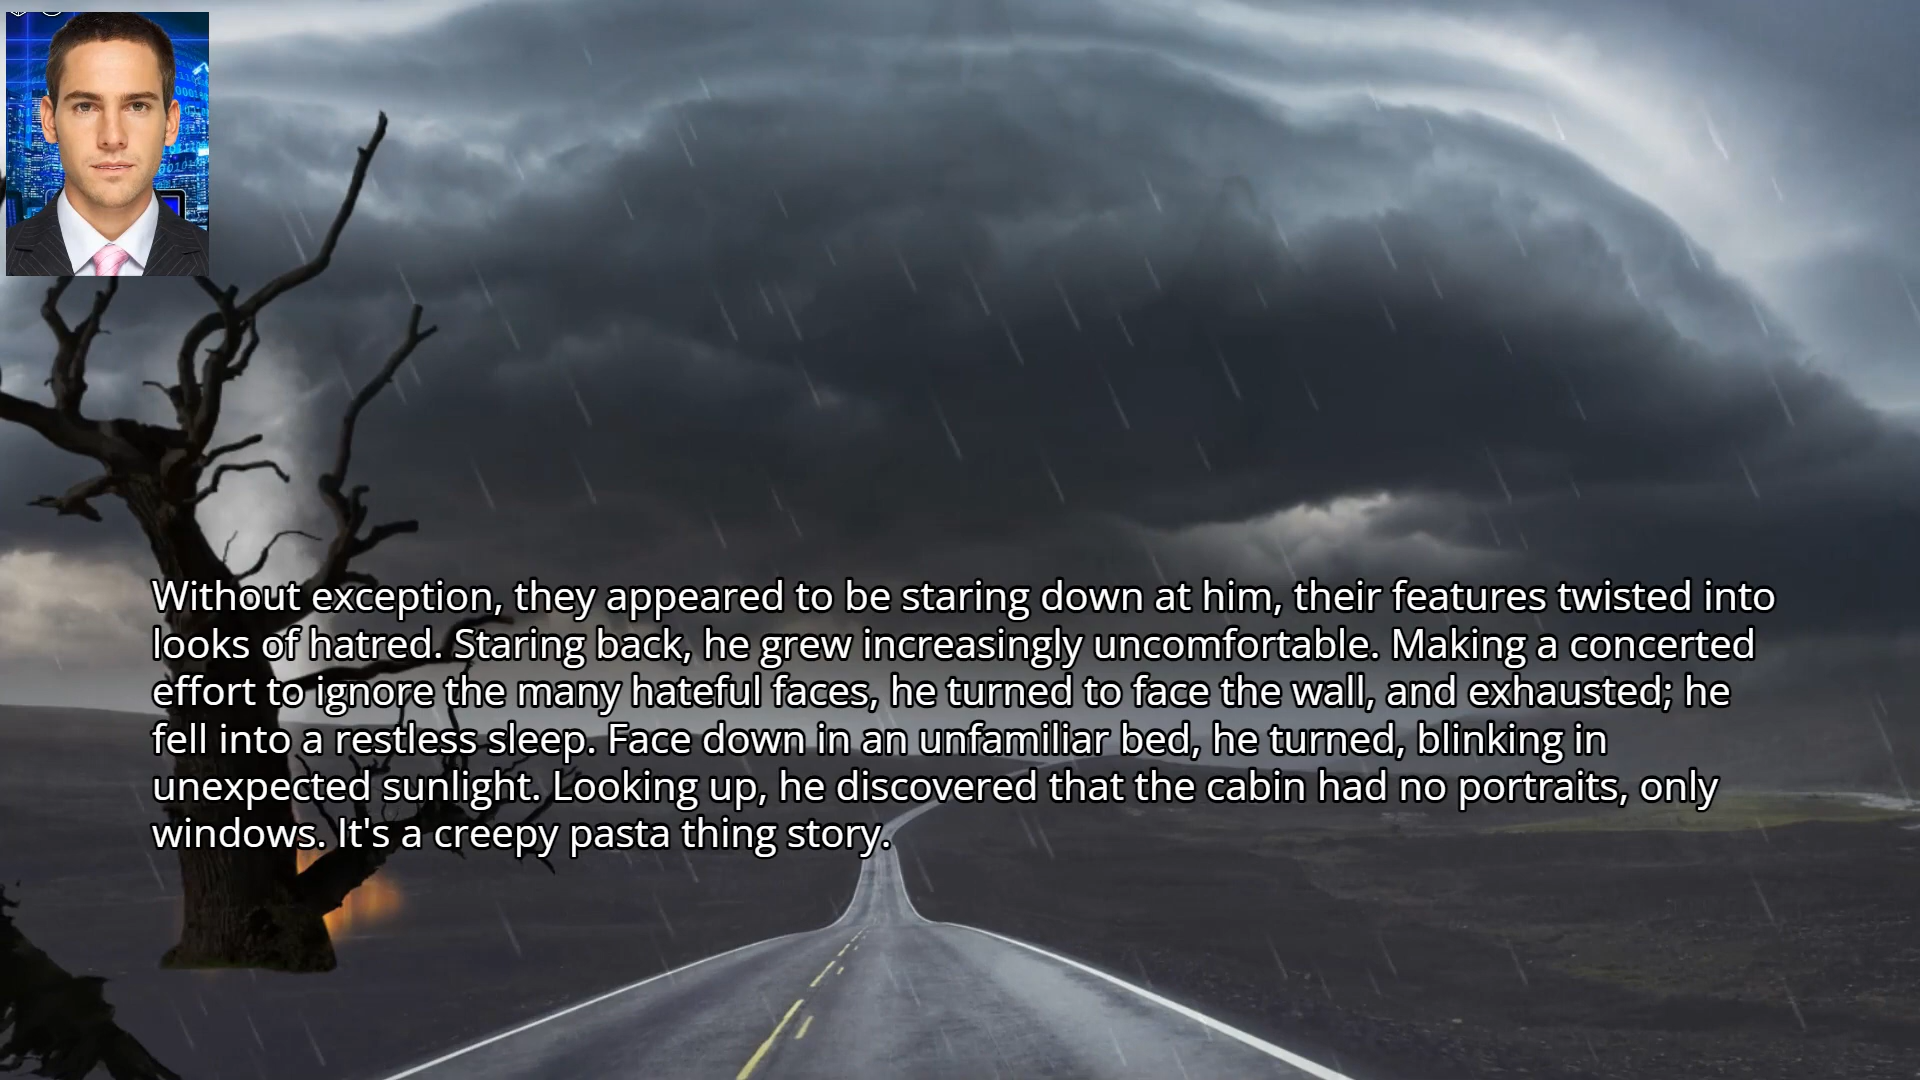 Without exception, they appeared to be staring down at him, their features twisted into
looks of hatred. Staring back, he grew increasingly uncomfortable. Making a concerted
effort to ignore the many hateful faces, he turned to face the wall, and exhausted; he
fell into a restless sleep. Face down in an unfamiliar bed, he turned, blinking in
unexpected sunlight. Looking up, he discovered that the cabin had no portraits, only
windows. It's a creepy pasta thing story.